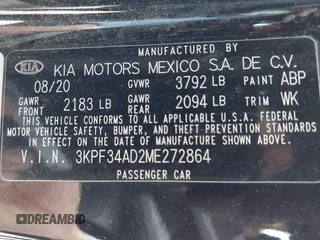 MANUFACTURED BY
KIA KIA MOTORS MEXICO S.A. DE C.V.
08/20 GVWR 3792 LB PAINT ABP
GAWR FRT 2183 LB GAWR REAR 2094 LB TRIM WK
THIS VEHICLE CONFORMS TO ALL APPLICABLE U.S.A. FEDERAL
MOTOR VEHICLE SAFETY, BUMPER, AND THEFT PREVENTION
STANDARDS IN EFFECT ON THE DATE OF MANUFACTURE
SHOWN ABOVE.
V.I.N. 3KPF34AD2ME272864
PASSENGER CAR
DREAMBID